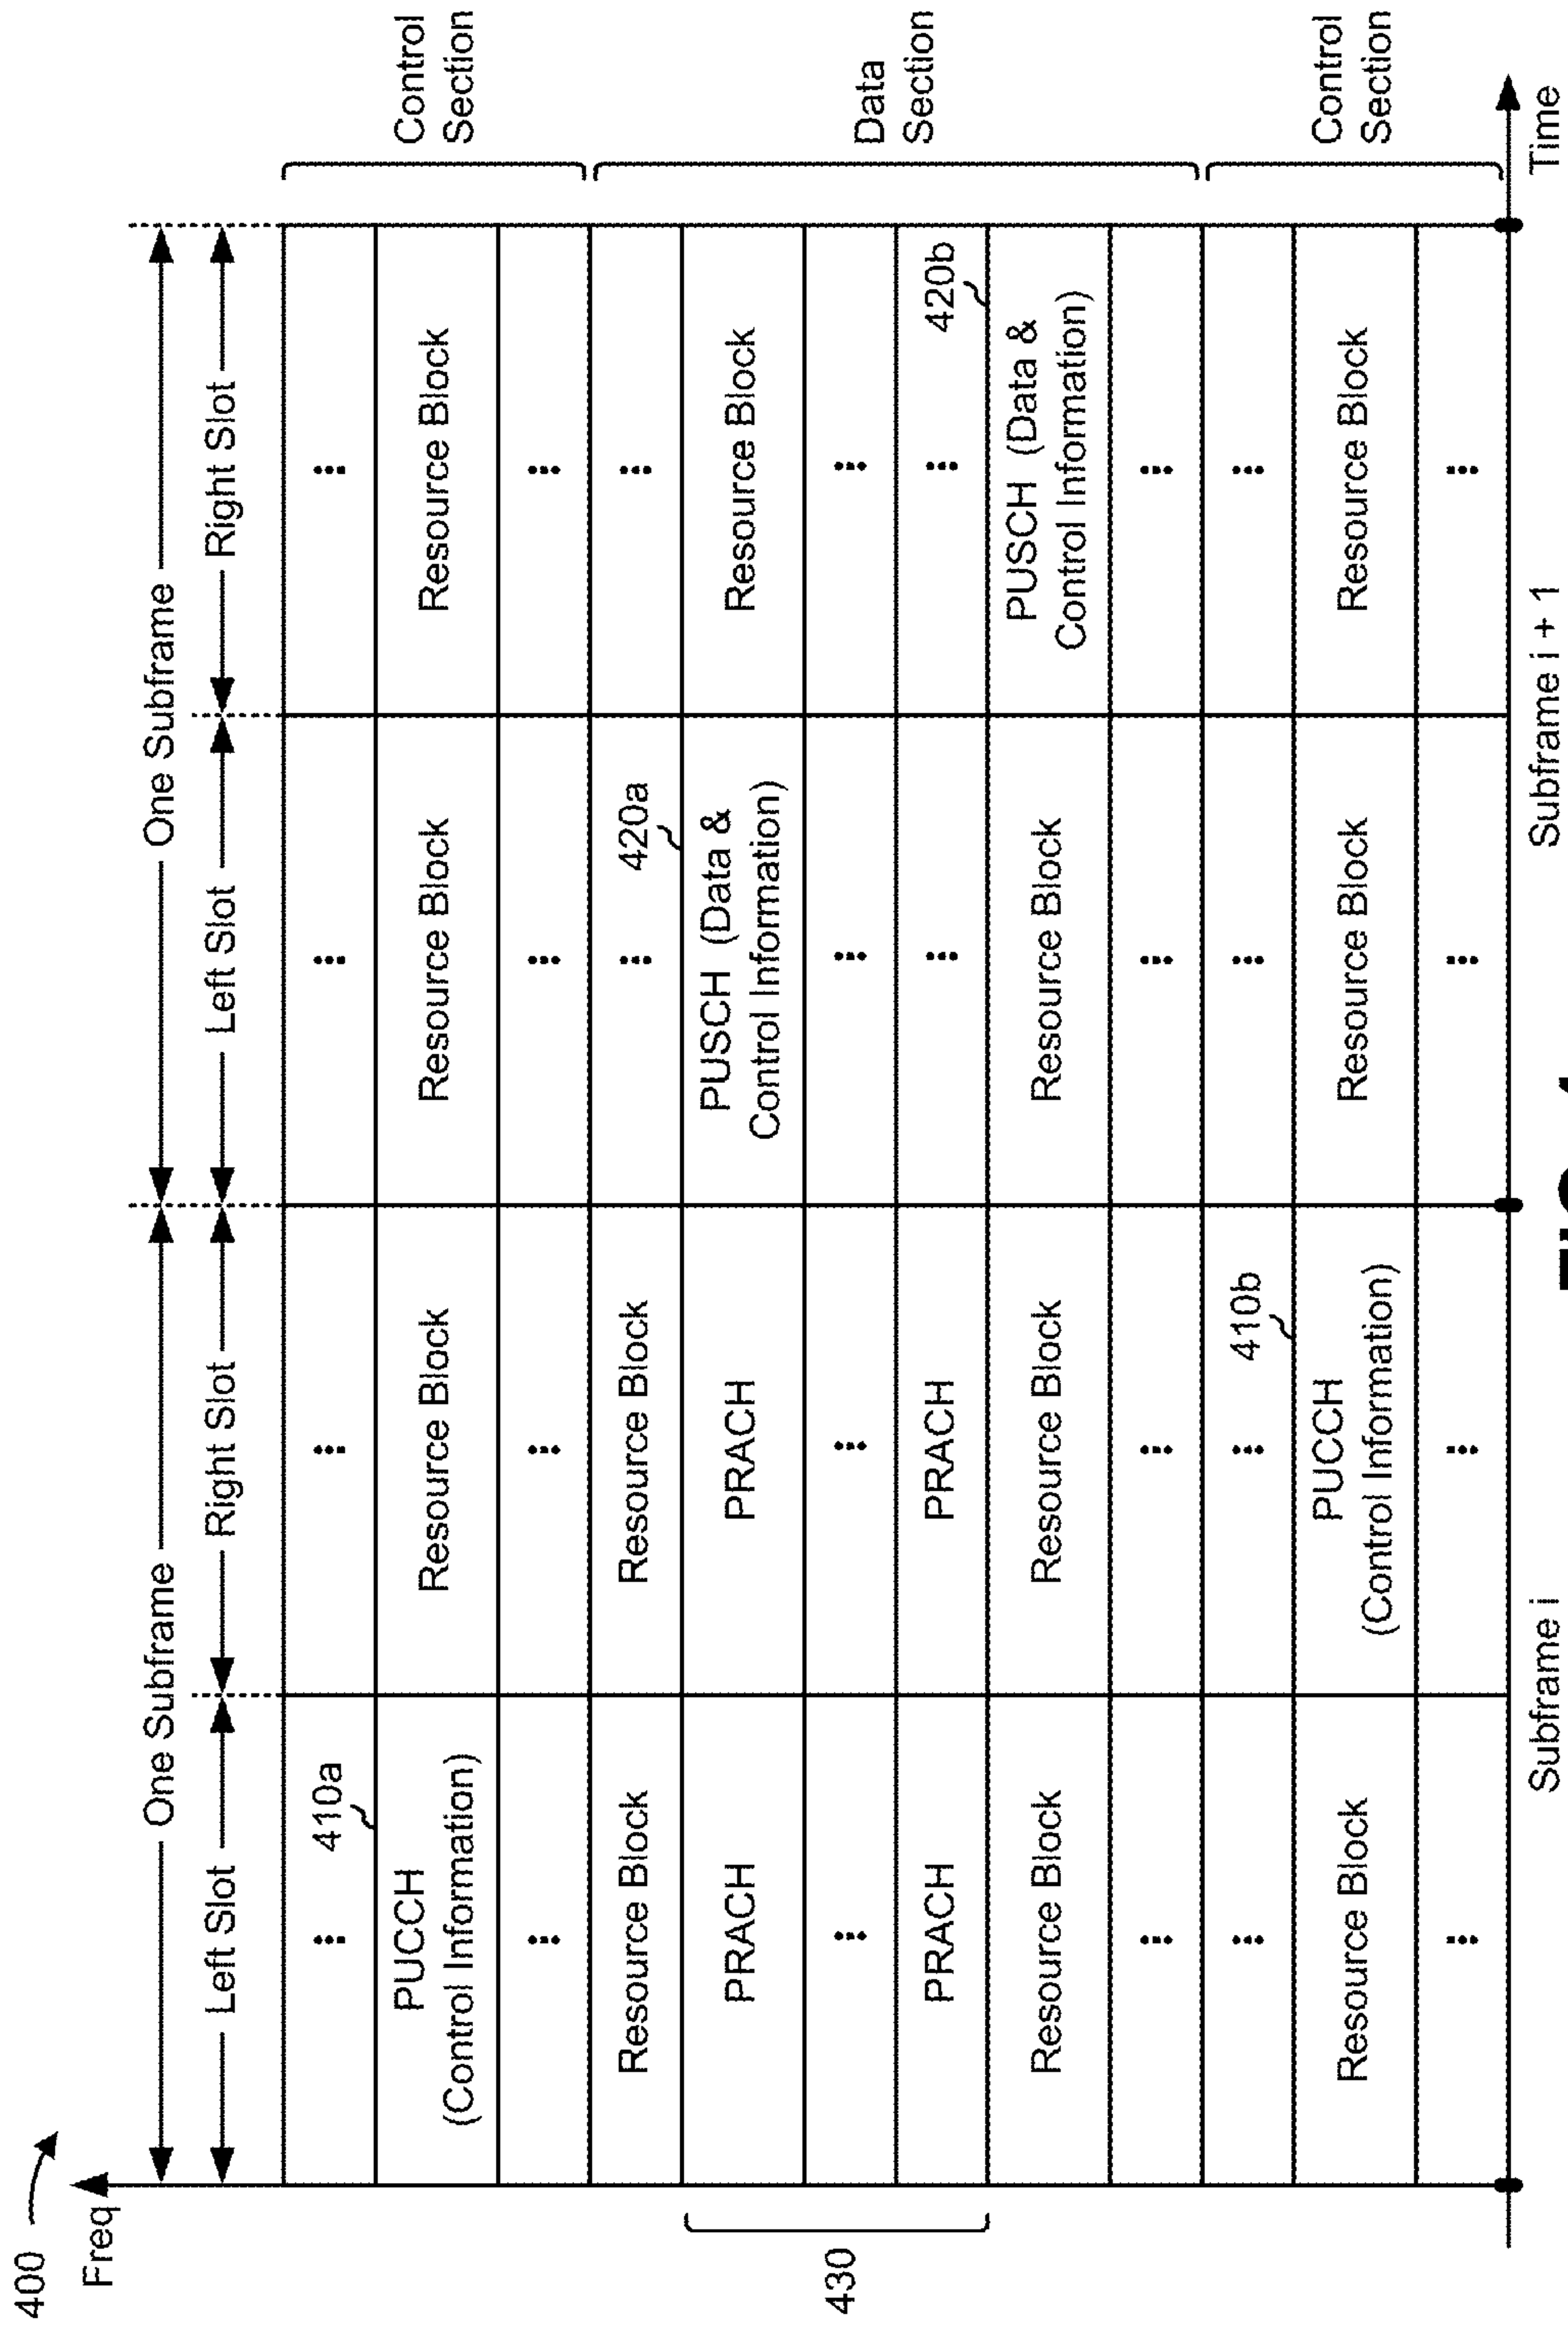 400
Freq
One Subframe
One Subframe
Left Slot
Right Slot
Left Slot
Right Slot
410a
PUCCH
(Control Information)
Resource Block
Resource Block
Resource Block
Control
Section
Resource Block
Resource Block
420a
430
PRACH
PRACH
PUSCH (Data &
Control Information)
Resource Block
Data
Section
PRACH
PRACH
420b
Resource Block
Resource Block
Resource Block
PUSCH (Data &
Control Information)
410b
Resource Block
PUCCH
(Control Information)
Resource Block
Resource Block
Control
Section
Time
Subframe i
Subframe i + 1